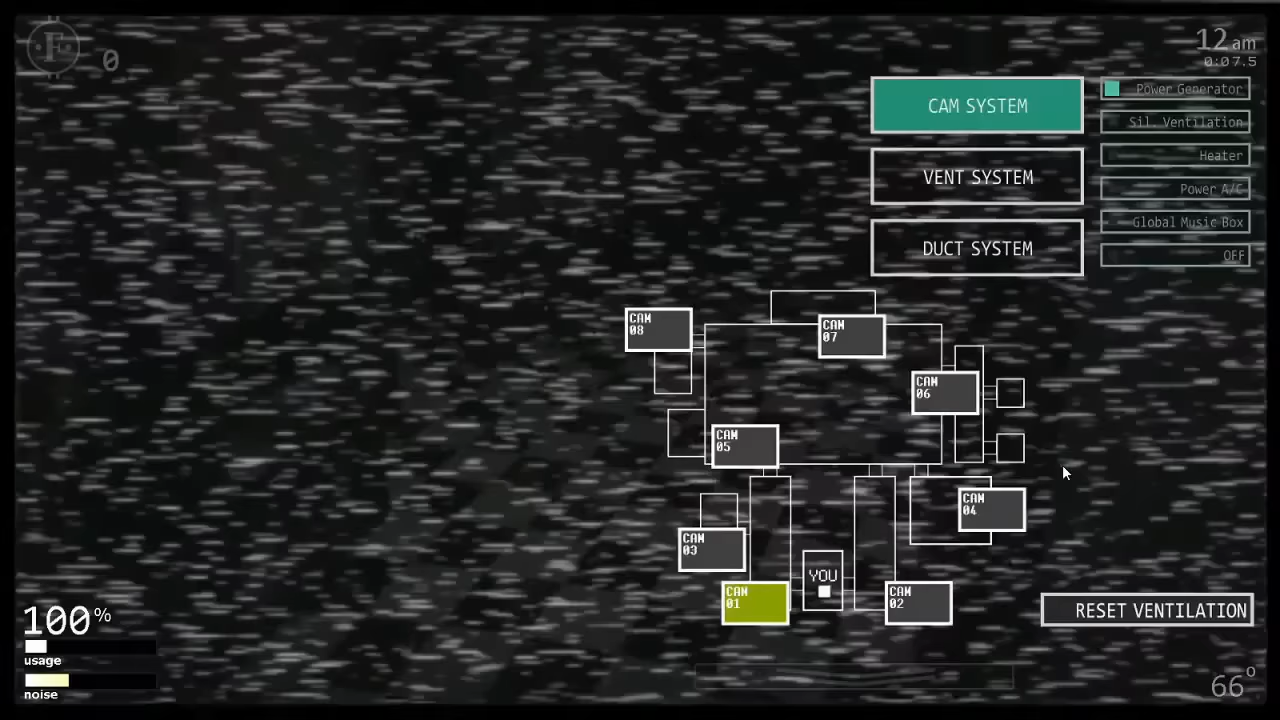 F 0
12 am
0:07.5
CAM SYSTEM
VENT SYSTEM
DUCT SYSTEM
Power Generator
Sil. Ventilation
Heater
Power A/C
Global Music Box
OFF
CAM
08
CAM
07
CAM
06
CAM
05
CAM
04
CAM
03
YOU
CAM
01
CAM
02
RESET VENTILATION
100%
usage
noise
66°